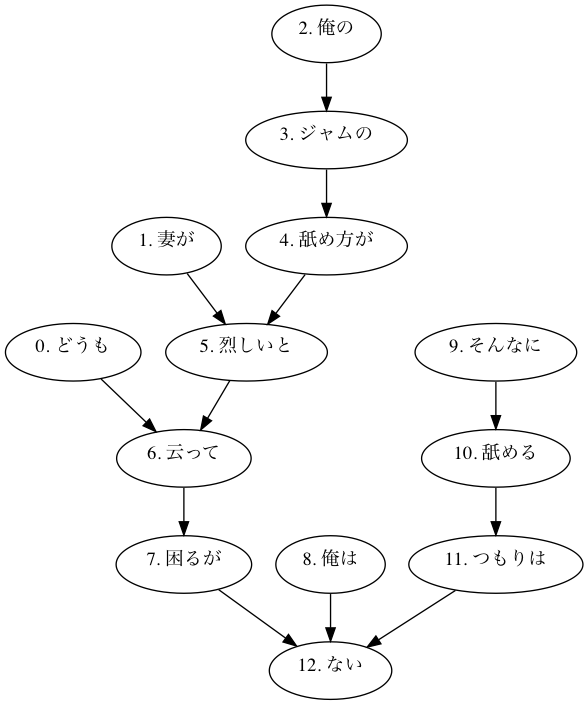 2. 俺の
3. ジャムの
1. 妻が
4. 舐め方が
0. どうも
5. 烈しいと
9. そんなに
6. 云って
10. 舐める
7. 困るが
8. 俺は
11. つもりは
12. ない